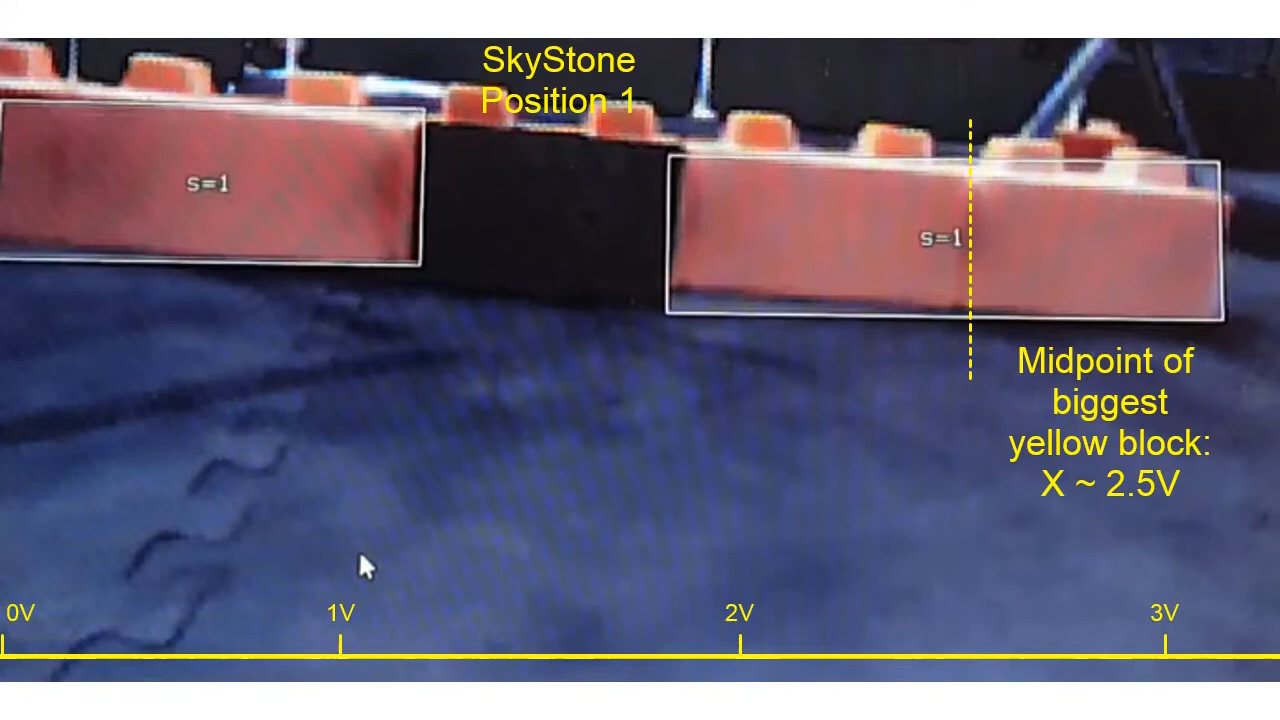 SkyStone
Position 1
s=1
s=1
Midpoint of
biggest
yellow block:
X ~ 2.5V
0V
1V
2V
3V